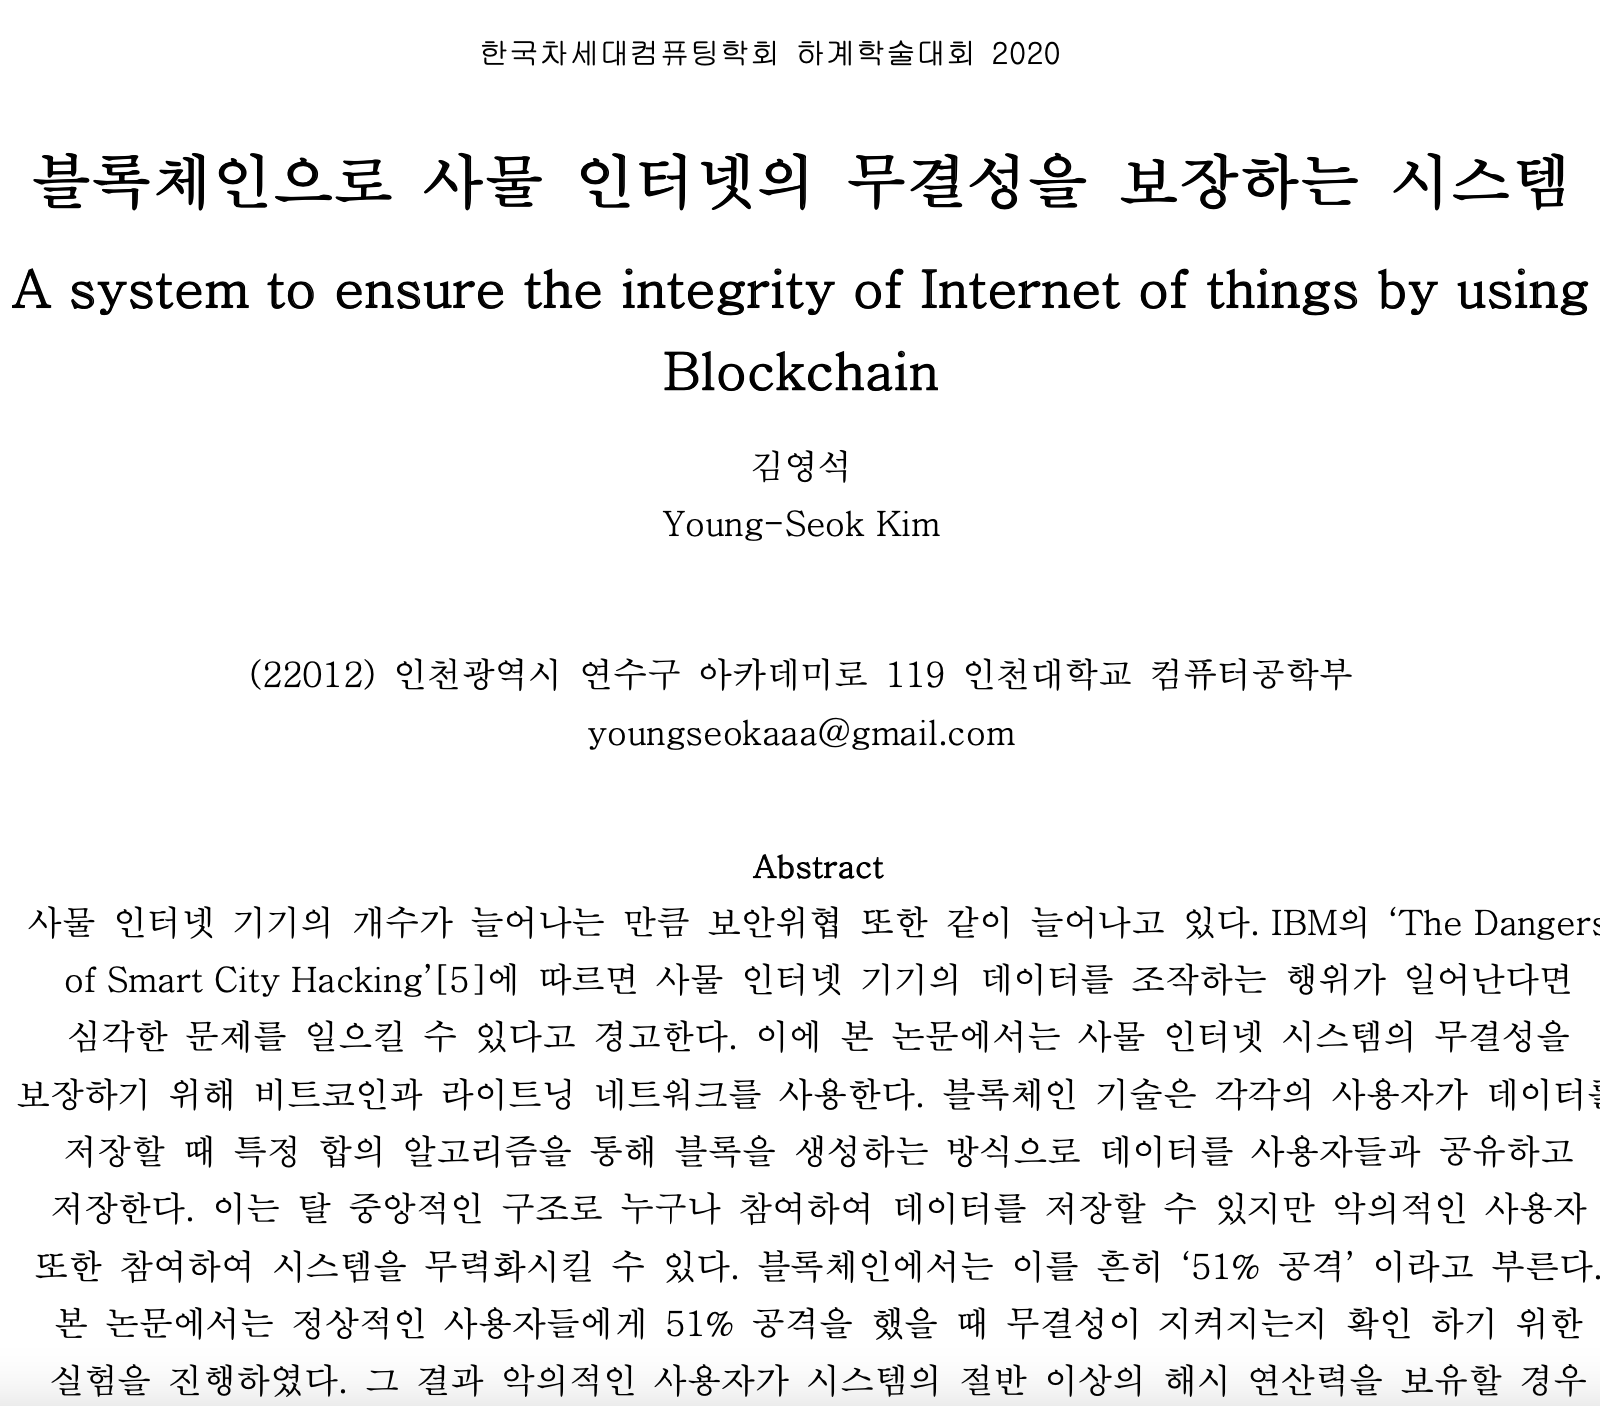 한국차세대컴퓨팅학회 하계학술대회 2020
블록체인으로 사물 인터넷의 무결성을 보장하는 시스템
A system to ensure the integrity of Internet of things by using
Blockchain
김영석
Young-Seok Kim
(22012) 인천광역시 연수구 아카데미로 119 인천대학교 컴퓨터공학부
youngseokaaa@gmail.com
Abstract
사물 인터넷 기기의 개수가 늘어나는 만큼 보안위협 또한 같이 늘어나고 있다. IBM의 ‘The Dangers
of Smart City Hacking’[5]에 따르면 사물 인터넷 기기의 데이터를 조작하는 행위가 일어난다면
심각한 문제를 일으킬 수 있다고 경고한다. 이에 본 논문에서는 사물 인터넷 시스템의 무결성을
보장하기 위해 비트코인과 라이트닝 네트워크를 사용한다. 블록체인 기술은 각각의 사용자가 데이터를
저장할 때 특정 합의 알고리즘을 통해 블록을 생성하는 방식으로 데이터를 사용자들과 공유하고
저장한다. 이는 탈 중앙적인 구조로 누구나 참여하여 데이터를 저장할 수 있지만 악의적인 사용자
또한 참여하여 시스템을 무력화시킬 수 있다. 블록체인에서는 이를 흔히 ‘51% 공격’ 이라고 부른다.
본 논문에서는 정상적인 사용자들에게 51% 공격을 했을 때 무결성이 지켜지는지 확인 하기 위한
실험을 진행하였다. 그 결과 악의적인 사용자가 시스템의 절반 이상의 해시 연산력을 보유할 경우